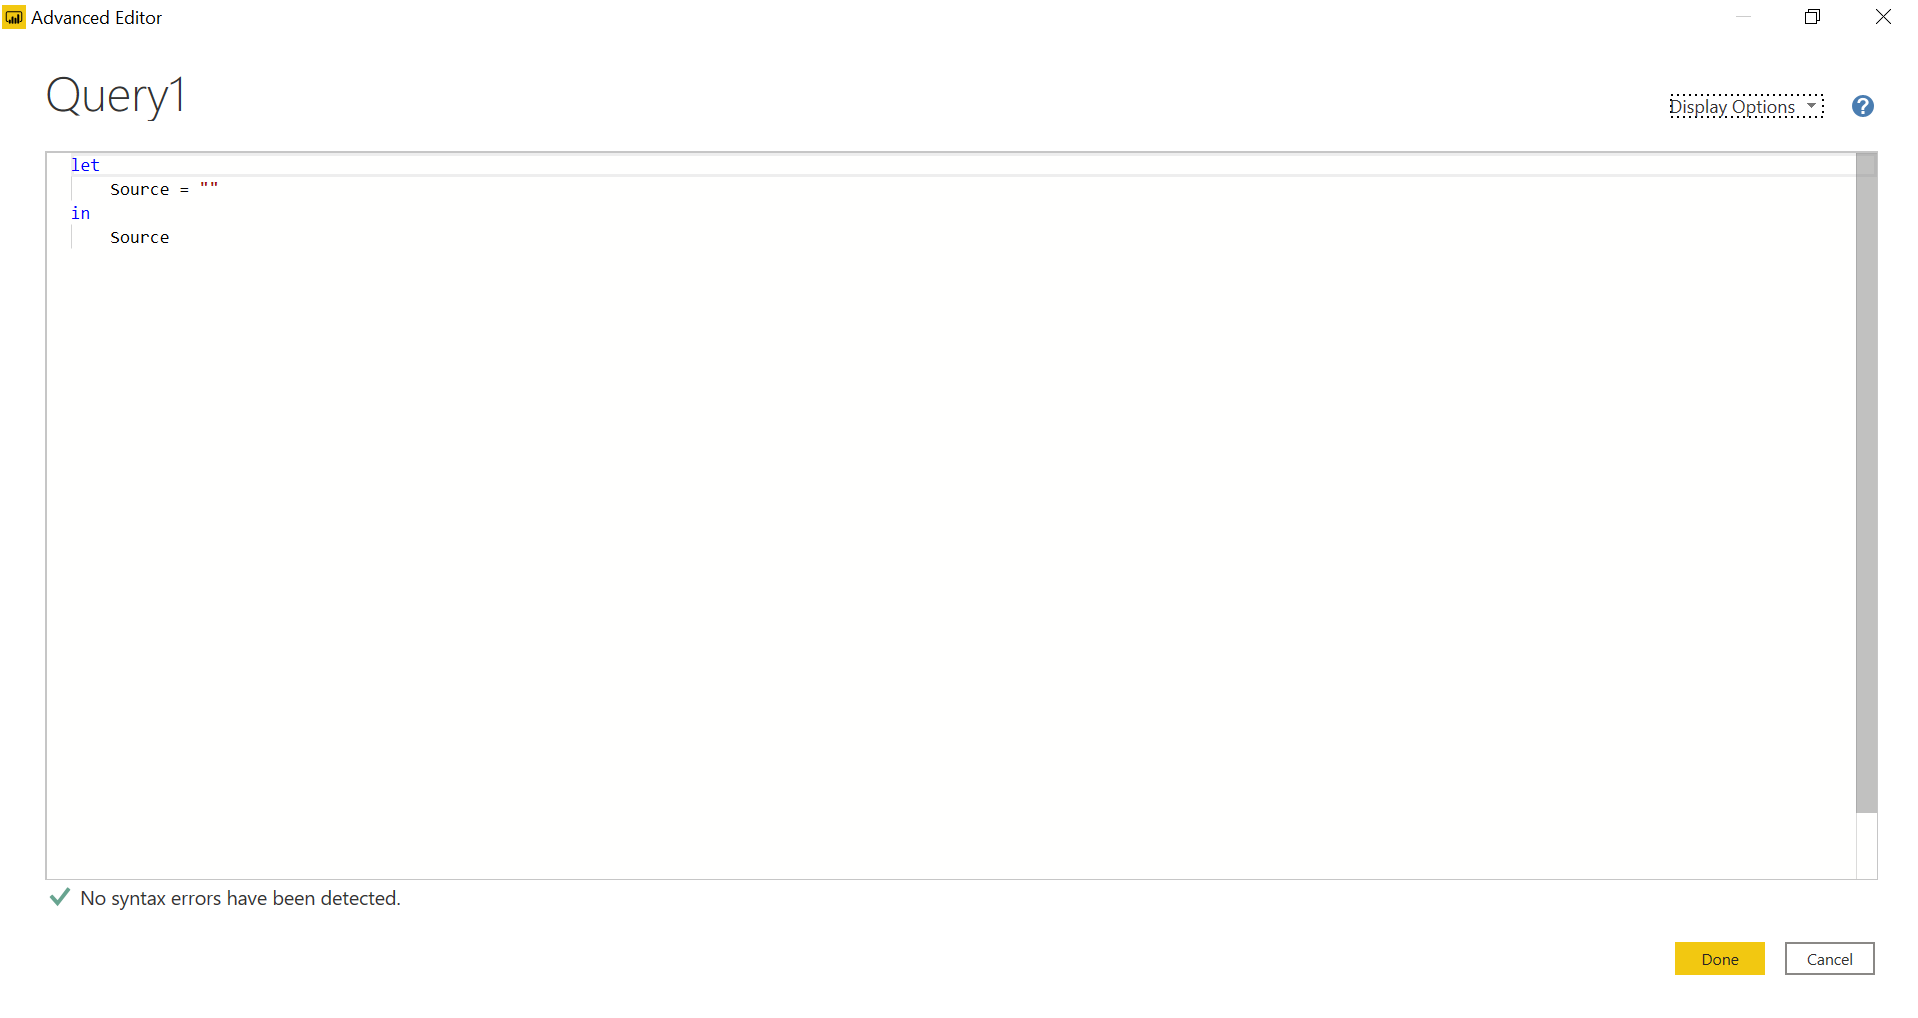 Advanced Editor
Query1
Display Options
?
let
    Source = ""
in
    Source
No syntax errors have been detected.
Done
Cancel